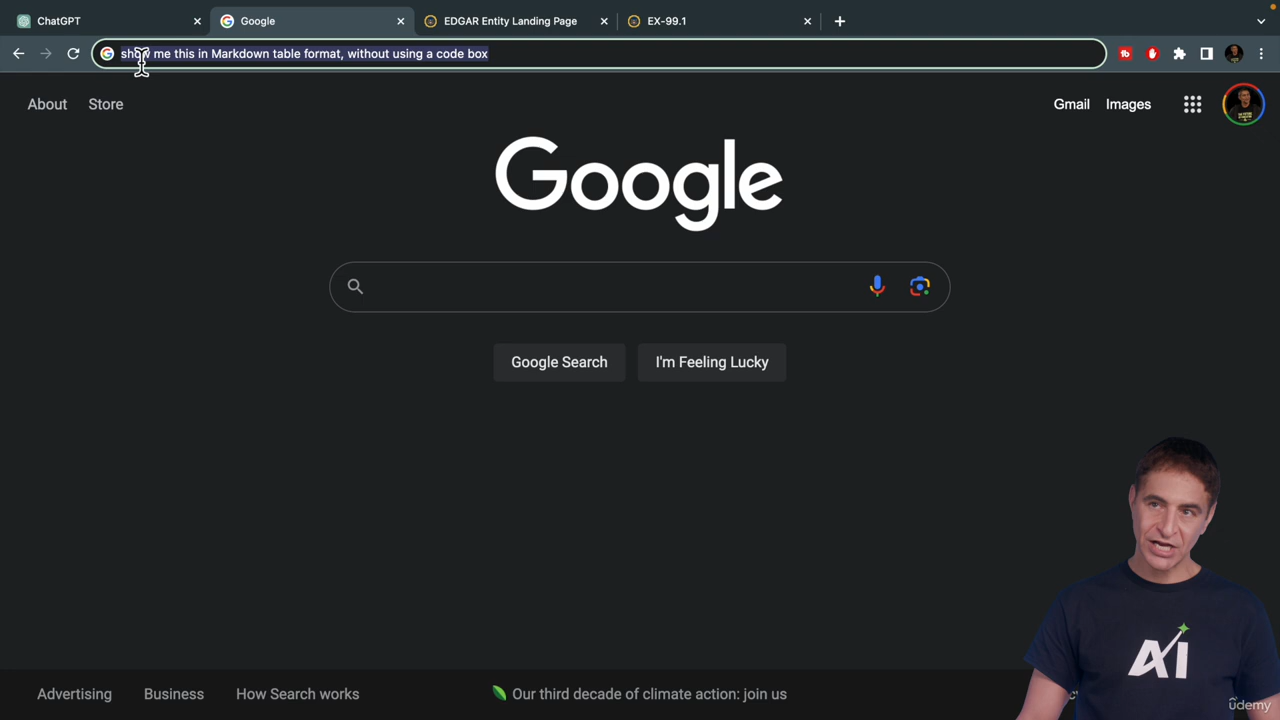 ChatGPT
Google
EDGAR Entity Landing Page
EX-99.1
show me this in Markdown table format, without using a code box
About
Store
Gmail
Images
Google
Google Search
I'm Feeling Lucky
AI
Advertising
Business
How Search works
Our third decade of climate action: join us
ûdemy